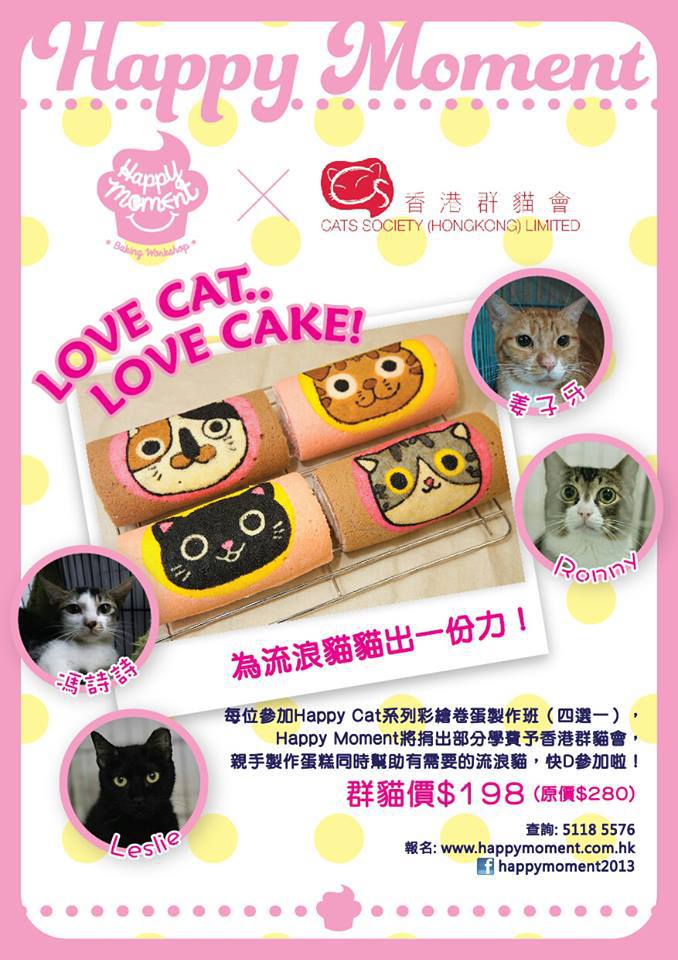 Happy Moment
Happy
moment
Baking Workshop
香港群貓會
CATS SOCIETY (HONGKONG) LIMITED
LOVE CAT..
LOVE CAKE!
姜子牙
Ronny
馮詩詩
為流浪貓貓出一份力！
每位參加Happy Cat系列彩繪卷蛋製作班（四選一），
Happy Moment將捐出部分學費予香港群貓會，
親手製作蛋糕同時幫助有需要的流浪貓，快D參加啦！
群貓價$198 (原價$280)
Leslie
查詢: 5118 5576
報名: www.happymoment.com.hk
f happymoment2013